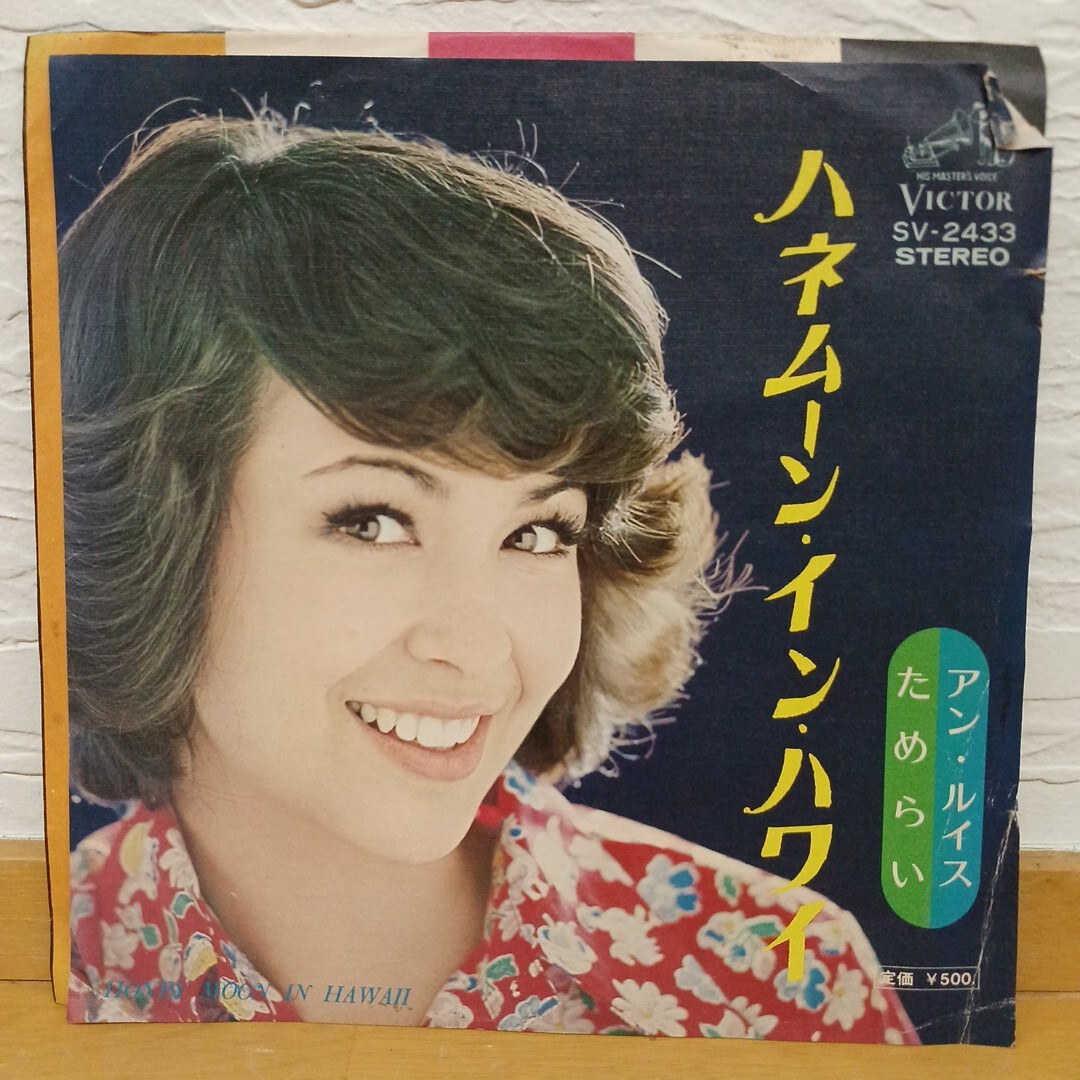 HIS MASTER'S VOICE
VICTOR
SV-2433
STEREO
ハネムーン・イン・ハワイ
アン・ルイス
ためらい
HONEY MOON IN HAWAII
定価 ¥500.